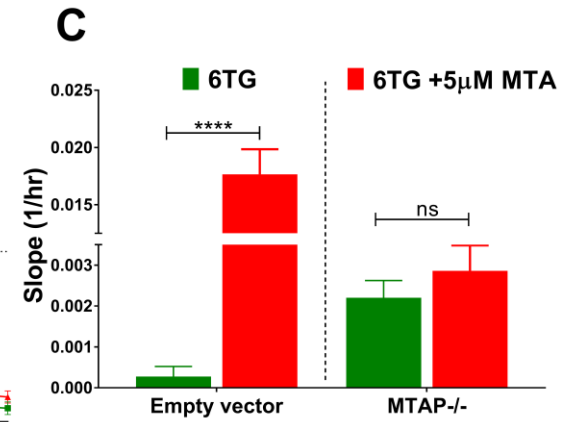 C
6TG
6TG +5μM MTA
Slope (1/hr)
0.025
0.020
0.015
0.003
0.002
0.001
0.000
****
ns
Empty vector
MTAP-/-